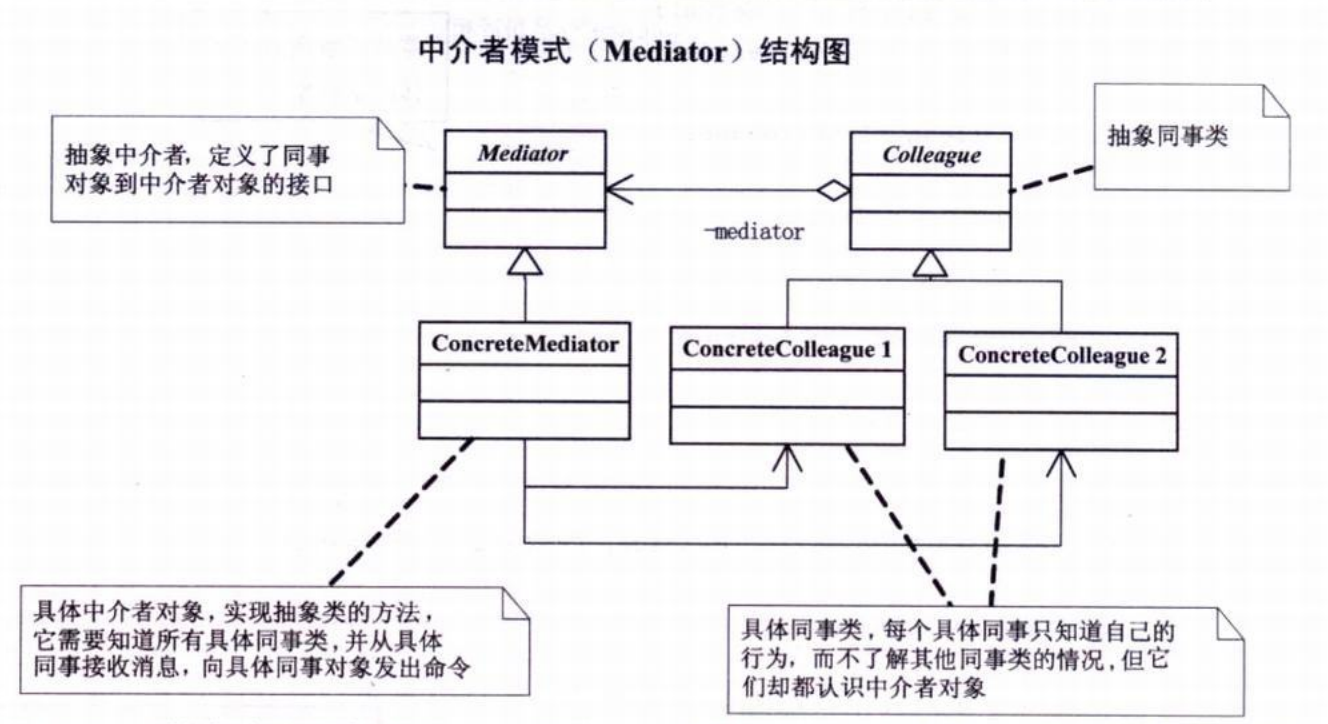 中介者模式（Mediator）结构图
抽象中介者，定义了同事
对象到中介者对象的接口
Mediator
Colleague
抽象同事类
-mediator
ConcreteMediator
ConcreteColleague 1
ConcreteColleague 2
具体中介者对象，实现抽象类的方法，
它需要知道所有具体同事类，并从具体
同事接收消息，向具体同事对象发出命令
具体同事类，每个具体同事只知道自己的
行为，而不了解其他同事类的情况，但它
们却都认识中介者对象